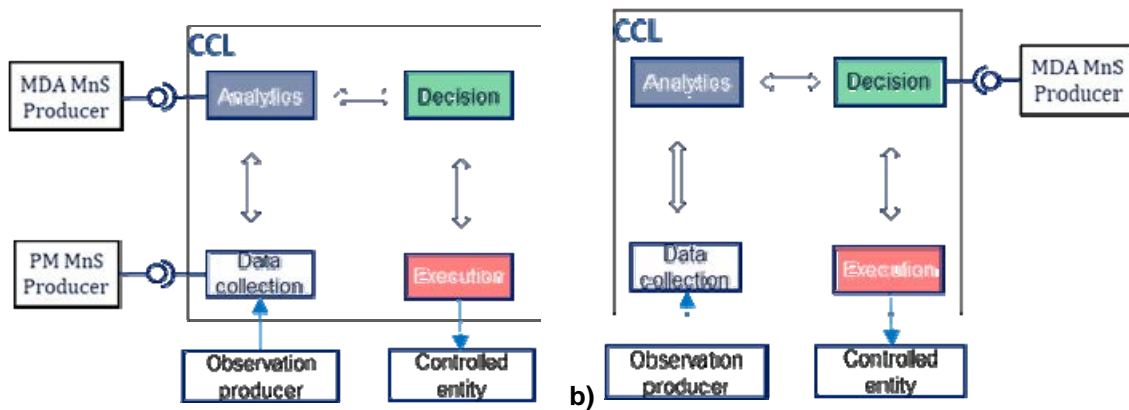 CCL
MDA MnS
Producer
Analytics
Decision
PM MnS
Producer
Data
collection
Execution
Observation
producer
Controlled
entity
b)
CCL
Analytics
Decision
MDA MnS
Producer
Data
collection
Execution
Observation
producer
Controlled
entity